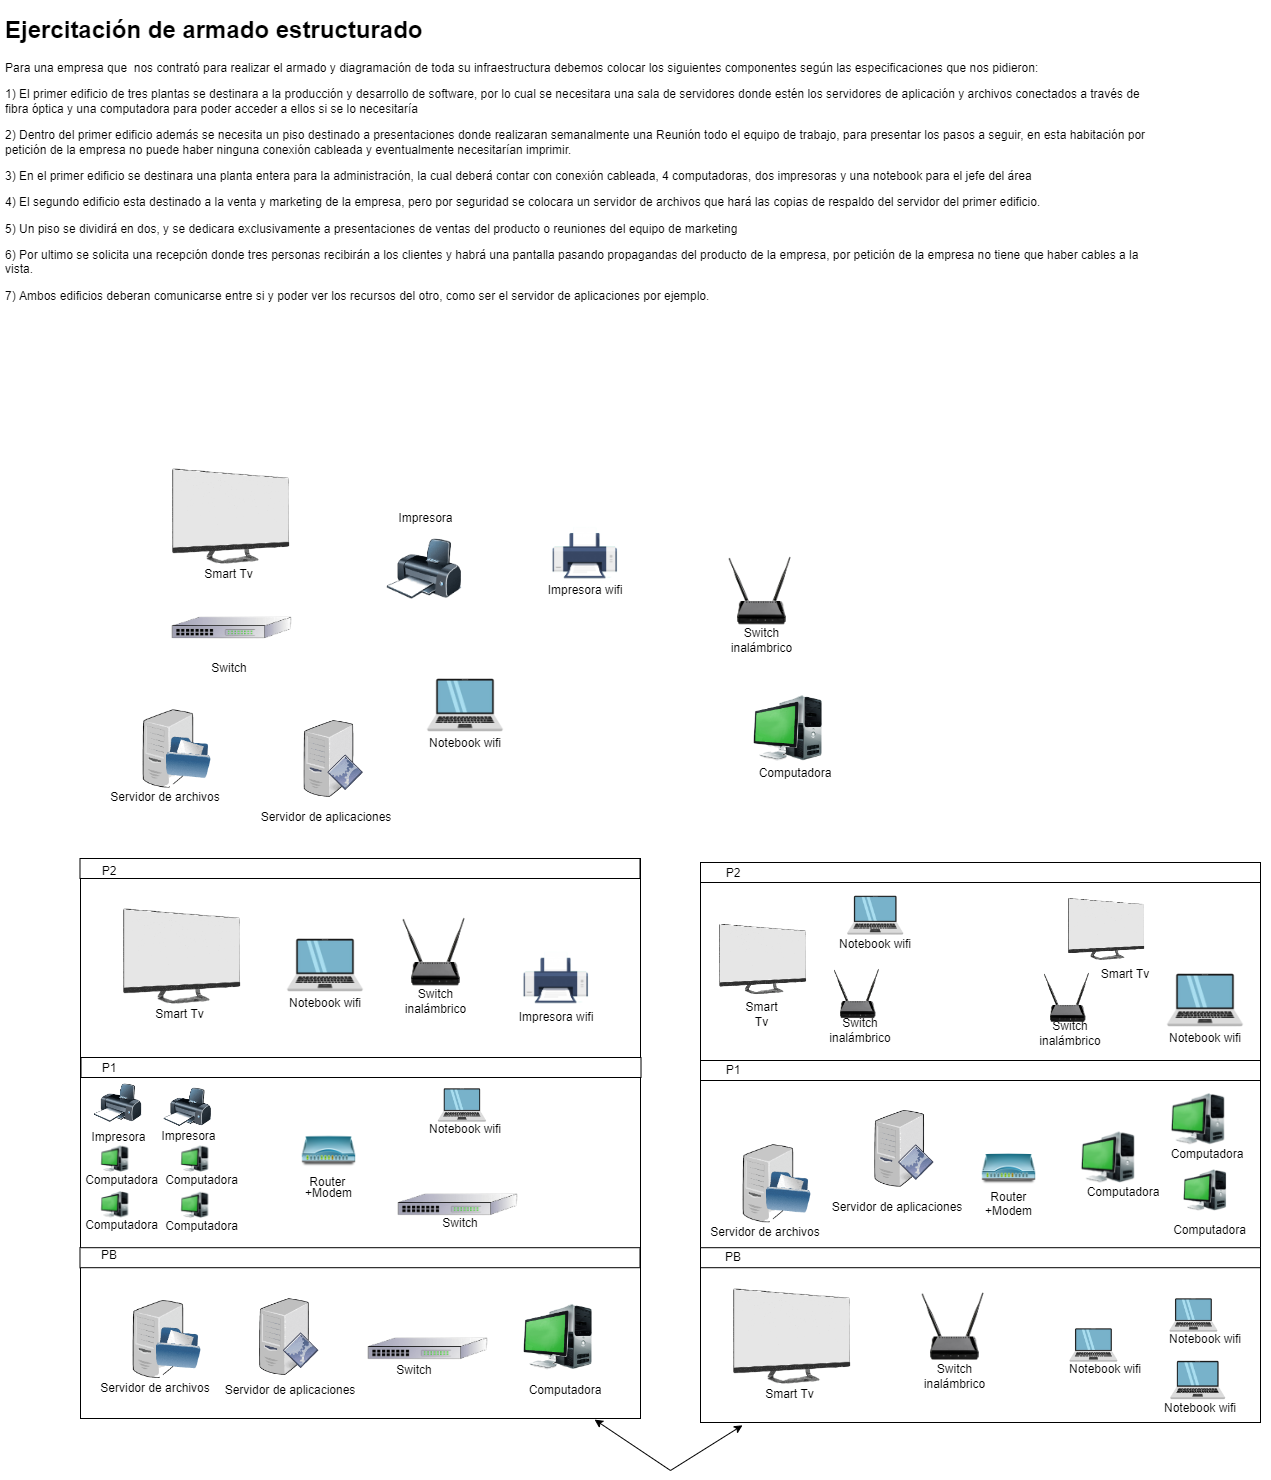 Ejercitación de armado estructurado
Para una empresa que  nos contrató para realizar el armado y diagramación de toda su infraestructura debemos colocar los siguientes componentes según las especificaciones que nos pidieron:
1) El primer edificio de tres plantas se destinara a la producción y desarrollo de software, por lo cual se necesitara una sala de servidores donde estén los servidores de aplicación y archivos conectados a través de
fibra óptica y una computadora para poder acceder a ellos si se lo necesitaría
2) Dentro del primer edificio además se necesita un piso destinado a presentaciones donde realizaran semanalmente una Reunión todo el equipo de trabajo, para presentar los pasos a seguir, en esta habitación por
petición de la empresa no puede haber ninguna conexión cableada y eventualmente necesitarían imprimir.
3) En el primer edificio se destinara una planta entera para la administración, la cual deberá contar con conexión cableada, 4 computadoras, dos impresoras y una notebook para el jefe del área
4) El segundo edificio esta destinado a la venta y marketing de la empresa, pero por seguridad se colocara un servidor de archivos que hará las copias de respaldo del servidor del primer edificio.
5) Un piso se dividirá en dos, y se dedicara exclusivamente a presentaciones de ventas del producto o reuniones del equipo de marketing
6) Por ultimo se solicita una recepción donde tres personas recibirán a los clientes y habrá una pantalla pasando propagandas del producto de la empresa, por petición de la empresa no tiene que haber cables a la
vista.
7) Ambos edificios deberan comunicarse entre si y poder ver los recursos del otro, como ser el servidor de aplicaciones por ejemplo.
Impresora
Smart Tv
Impresora wifi
Switch
inalámbrico
Switch
Notebook wifi
Computadora
Servidor de archivos
Servidor de aplicaciones
P2
Smart Tv
Notebook wifi
Switch
inalámbrico
Impresora wifi
P1
Impresora
Impresora
Notebook wifi
Computadora
Computadora
Router
+Modem
Computadora
Computadora
Switch
PB
Servidor de archivos
Servidor de aplicaciones
Switch
Computadora
P2
Notebook wifi
Smart Tv
Smart
Tv
Switch
inalámbrico
Switch
inalámbrico
Notebook wifi
P1
Computadora
Computadora
Servidor de aplicaciones
Router
+Modem
Servidor de archivos
Computadora
PB
Notebook wifi
Smart Tv
Switch
inalámbrico
Notebook wifi
Notebook wifi